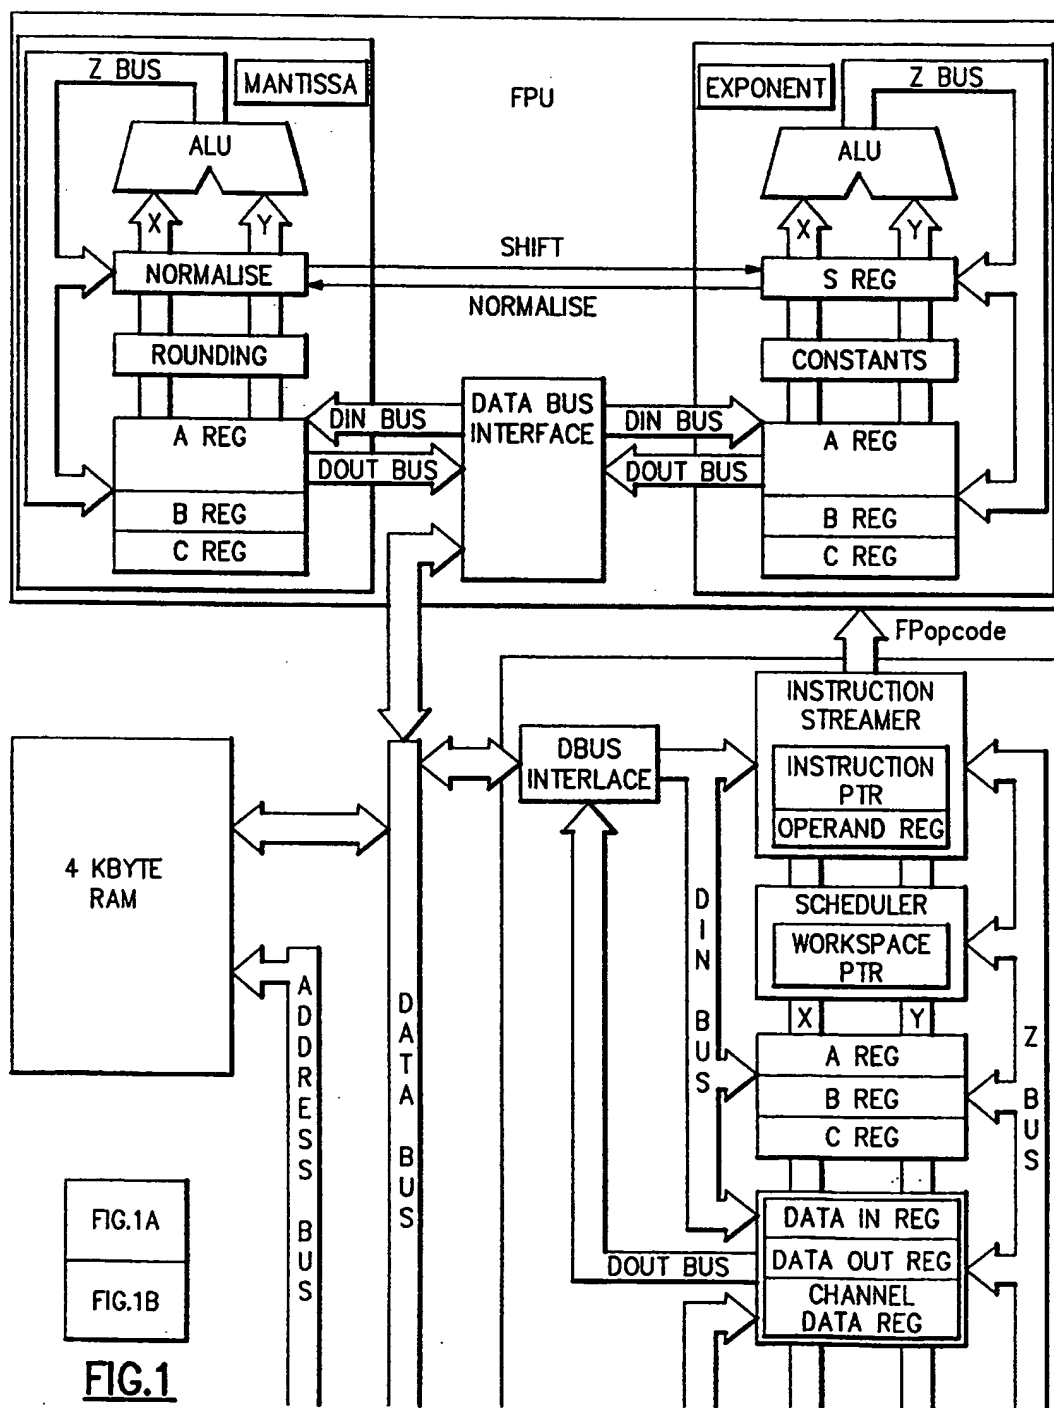 Z BUS
MANTISSA
FPU
EXPONENT
Z BUS
ALU
ALU
X
Y
X
Y
NORMALISE
SHIFT
NORMALISE
S REG
ROUNDING
CONSTANTS
A REG
DIN BUS
DATA BUS
INTERFACE
DIN BUS
A REG
DOUT BUS
DOUT BUS
B REG
C REG
B REG
C REG
FPopcode
INSTRUCTION
STREAMER
INSTRUCTION
PTR
OPERAND REG
DBUS
INTERLACE
4 KBYTE
RAM
SCHEDULER
WORKSPACE
PTR
DIN BUS
ADDRESS BUS
DATA BUS
X
Y
Z BUS
A REG
B REG
C REG
DATA IN REG
DATA OUT REG
CHANNEL
DATA REG
DOUT BUS
FIG.1A
FIG.1B
FIG.1